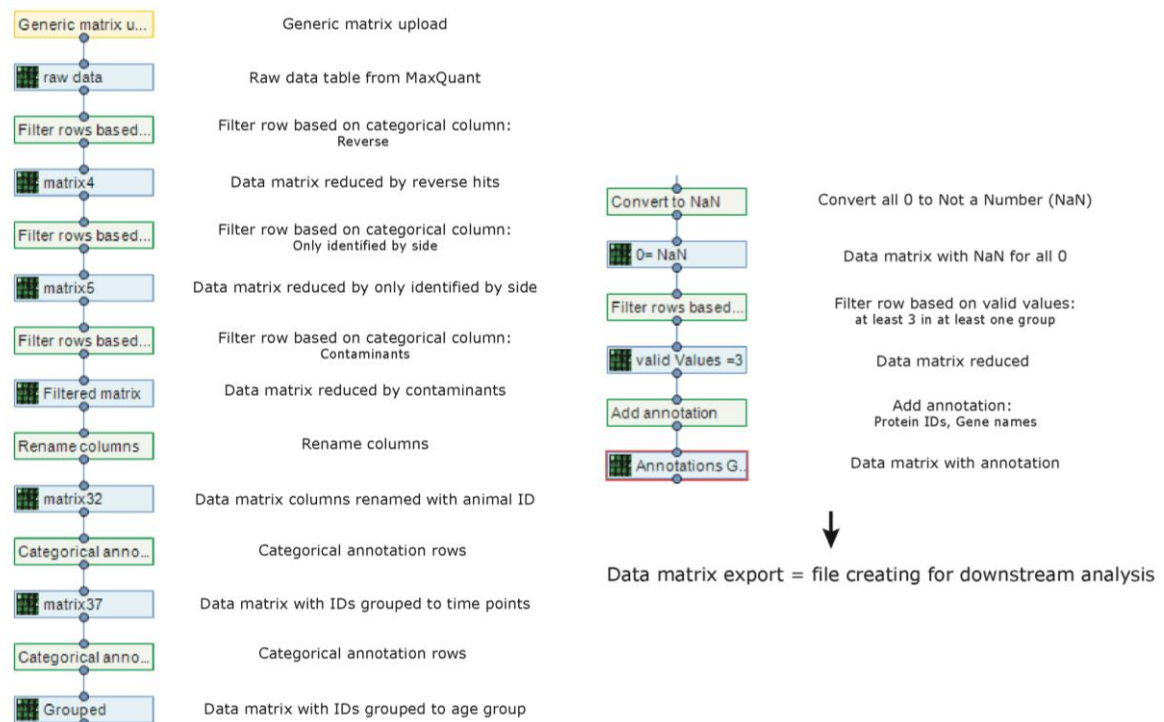 Generic matrix u...
Generic matrix upload
raw data
Raw data table from MaxQuant
Filter rows based...
Filter row based on categorical column:
Reverse
matrix4
Data matrix reduced by reverse hits
Filter rows based...
Filter row based on categorical column:
Only identified by side
matrix5
Data matrix reduced by only identified by side
Filter rows based...
Filter row based on categorical column:
Contaminants
Filtered matrix
Data matrix reduced by contaminants
Rename columns
Rename columns
matrix32
Data matrix columns renamed with animal ID
Categorical anno...
Categorical annotation rows
matrix37
Data matrix with IDs grouped to time points
Categorical anno...
Categorical annotation rows
Grouped
Data matrix with IDs grouped to age group
Convert to NaN
Convert all 0 to Not a Number (NaN)
0= NaN
Data matrix with NaN for all 0
Filter rows based...
Filter row based on valid values:
at least 3 in at least one group
valid Values =3
Data matrix reduced
Add annotation
Add annotation:
Protein IDs, Gene names
Annotations G..
Data matrix with annotation
Data matrix export = file creating for downstream analysis